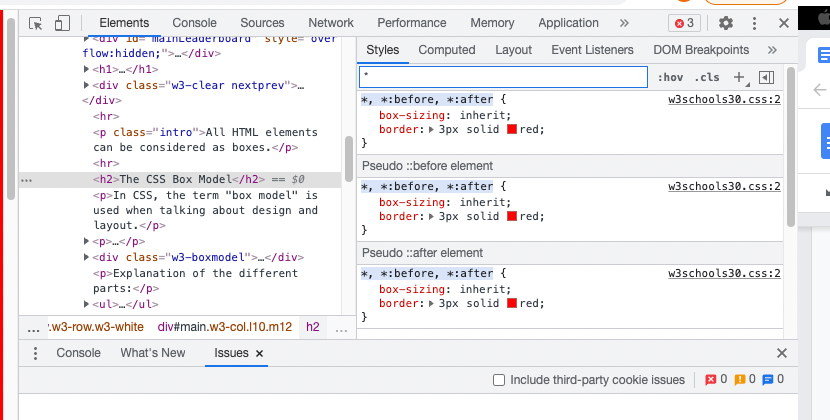 Elements Console Sources Network Performance Memory Application » 3
<div id="mainLeaderboard" style="over
flow:hidden;">…</div>
<h1>…</h1>
<div class="w3-clear nextprev">…
</div>
<hr>
<p class="intro">All HTML elements
can be considered as boxes.</p>
<hr>
<h2>The CSS Box Model</h2> == $0
<p>In CSS, the term "box model" is
used when talking about design and
layout.</p>
<p>…</p>
<div class="w3-boxmodel">…</div>
<p>Explanation of the different
parts:</p>
<ul>…</ul>
… .w3-row.w3-white div#main.w3-col.l10.m12 h2 …
Styles Computed Layout Event Listeners DOM Breakpoints »
* :hov .cls +
*, *:before, *:after { w3schools30.css:2
box-sizing: inherit;
border: 3px solid red;
}
Pseudo ::before element
*, *:before, *:after { w3schools30.css:2
box-sizing: inherit;
border: 3px solid red;
}
Pseudo ::after element
*, *:before, *:after { w3schools30.css:2
box-sizing: inherit;
border: 3px solid red;
}
Console What's New Issues ×
Include third-party cookie issues 0 0 0